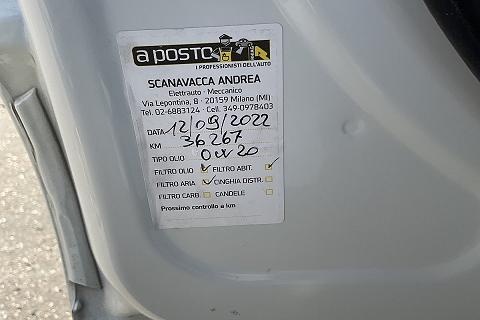 a posto
I PROFESSIONISTI DELL'AUTO
SCANAVACCA ANDREA
Elettrauto - Meccanico
Via Lepontina, 8 - 20159 Milano (MI)
Tel. 02-6883124 - Cell. 349-0978403
DATA 12/09/2022
KM 36267
TIPO OLIO 0W20
FILTRO OLIO FILTRO ABIT.
FILTRO ARIA CINGHIA DISTR.
FILTRO CARB. CANDELE
Prossimo controllo a km